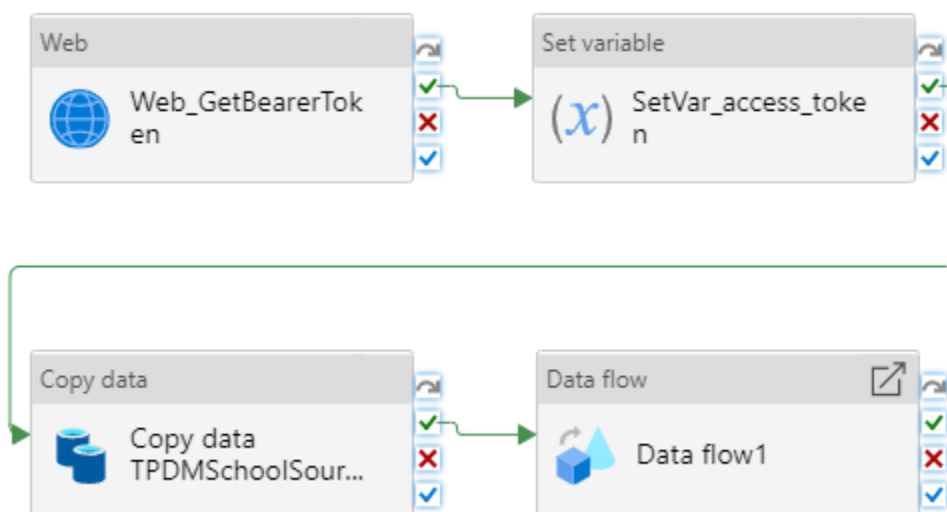 Web
Set variable
Web_GetBearerTok
en
(x)
SetVar_access_toke
n
Copy data
Data flow
Copy data
TPDMSchoolSour...
Data flow1